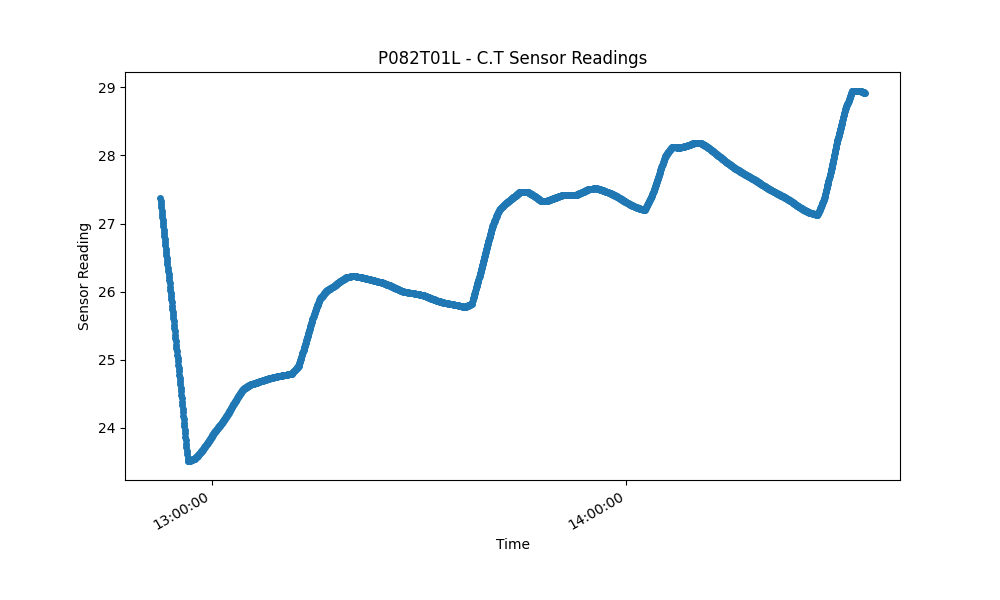 P082T01L - C.T Sensor Readings
29
28
27
26
25
24
Sensor Reading
13:00:00
14:00:00
Time